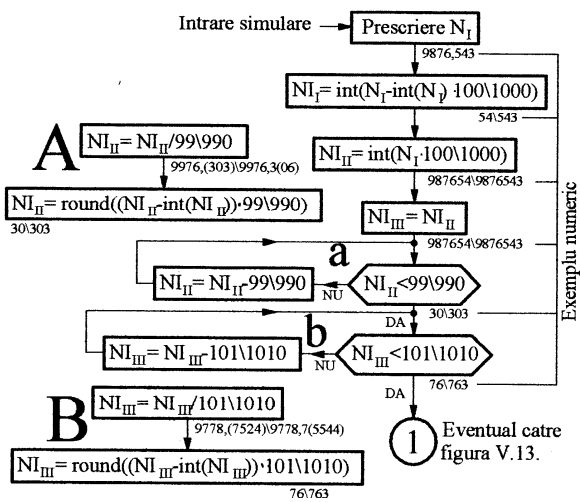 Intrare simulare
Prescriere N_I
9876,543
NI_I= int(N_I-int(N_I)·100\1000)
54\543
A
NI_II= NI_II/99\990
9976,(303)\9976,3(06)
NI_II= int(N_I·100\1000)
987654\9876543
NI_II= round((NI_II-int(NI_II))·99\990)
30\303
NI_III= NI_II
987654\9876543
a
NI_II= NI_II-99\990
NU
NI_II<99\990
30\303
DA
b
NI_III= NI_III-101\1010
NU
NI_III<101\1010
76\763
DA
B
NI_III= NI_III/101\1010
9778,(7524)\9778,7(5544)
NI_III= round((NI_III-int(NI_III))·101\1010)
76\763
1
Eventual catre
figura V.13.
Exemplu numeric